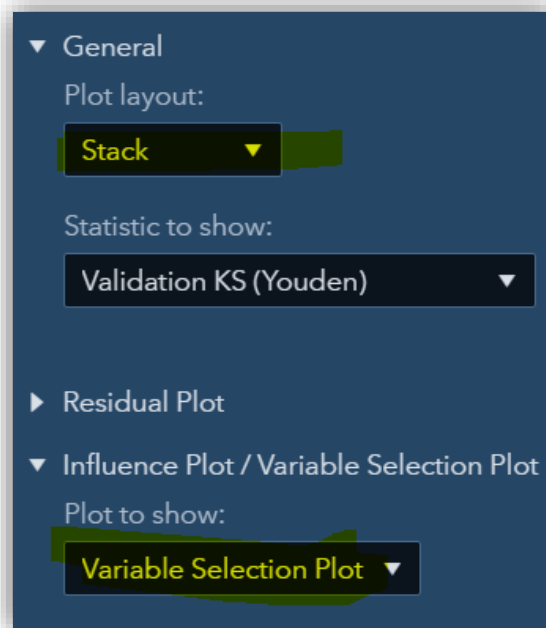 General
Plot layout:
Stack
Statistic to show:
Validation KS (Youden)
Residual Plot
Influence Plot / Variable Selection Plot
Plot to show:
Variable Selection Plot